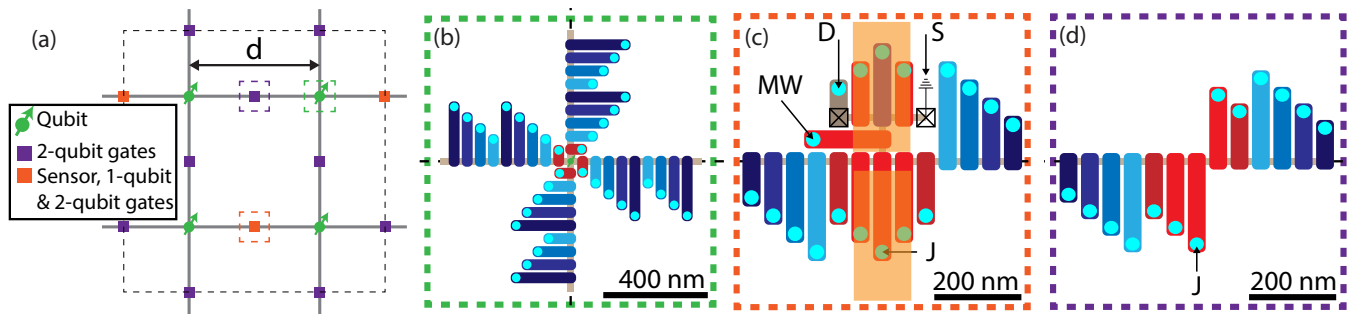 (a)
d
Qubit
2-qubit gates
Sensor, 1-qubit
& 2-qubit gates
(b)
400 nm
(c)
D
S
MW
J
200 nm
(d)
J
200 nm